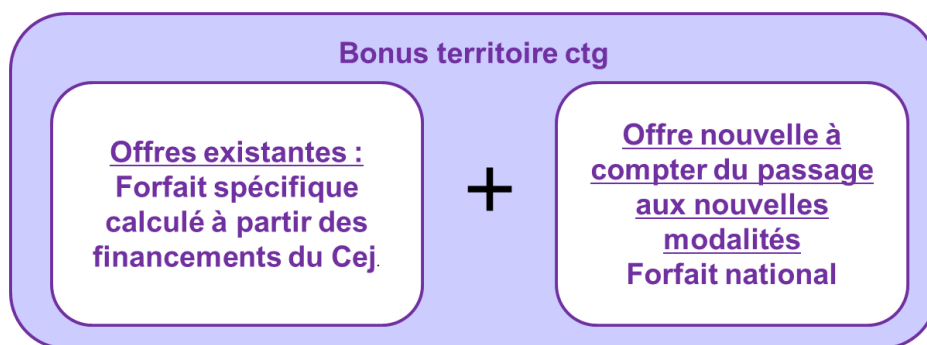 Bonus territoire ctg
Offres existantes :
Forfait spécifique
calculé à partir des
financements du Cej.
+
Offre nouvelle à
compter du passage
aux nouvelles
modalités
Forfait national